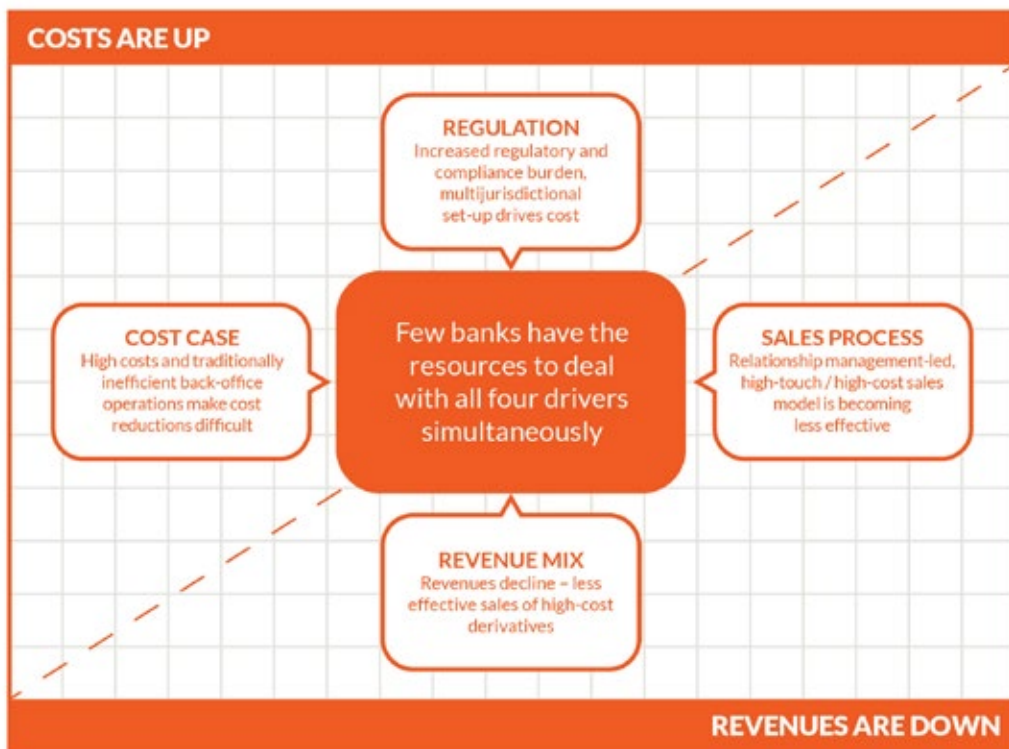 COSTS ARE UP
REGULATION
Increased regulatory and
compliance burden,
multijurisdictional
set-up drives cost
COST CASE
High costs and traditionally
inefficient back-office
operations make cost
reductions difficult
Few banks have the
resources to deal
with all four drivers
simultaneously
SALES PROCESS
Relationship management-led,
high-touch / high-cost sales
model is becoming
less effective
REVENUE MIX
Revenues decline – less
effective sales of high-cost
derivatives
REVENUES ARE DOWN